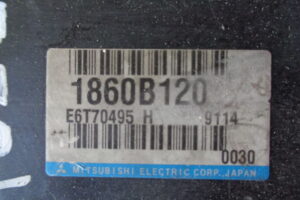 1860B120
E6T70495 H 9114
0030
MITSUBISHI ELECTRIC CORP., JAPAN